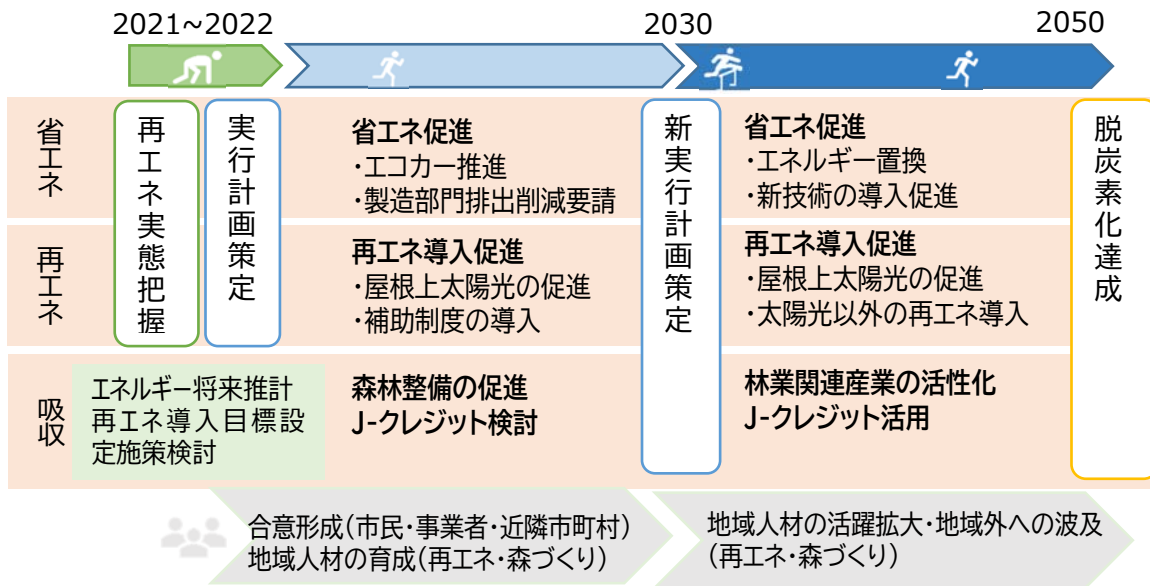 2021~2022
2030
2050
省エネ
再エネ
吸収
再エネ実態把握
実行計画策定
エネルギー将来推計
再エネ導入目標設
定施策検討
省エネ促進
・エコカー推進
・製造部門排出削減要請
再エネ導入促進
・屋根上太陽光の促進
・補助制度の導入
森林整備の促進
J-クレジット検討
新実行計画策定
省エネ促進
・エネルギー置換
・新技術の導入促進
再エネ導入促進
・屋根上太陽光の促進
・太陽光以外の再エネ導入
林業関連産業の活性化
J-クレジット活用
脱炭素化達成
合意形成(市民・事業者・近隣市町村)
地域人材の育成(再エネ・森づくり)
地域人材の活躍拡大・地域外への波及
(再エネ・森づくり)